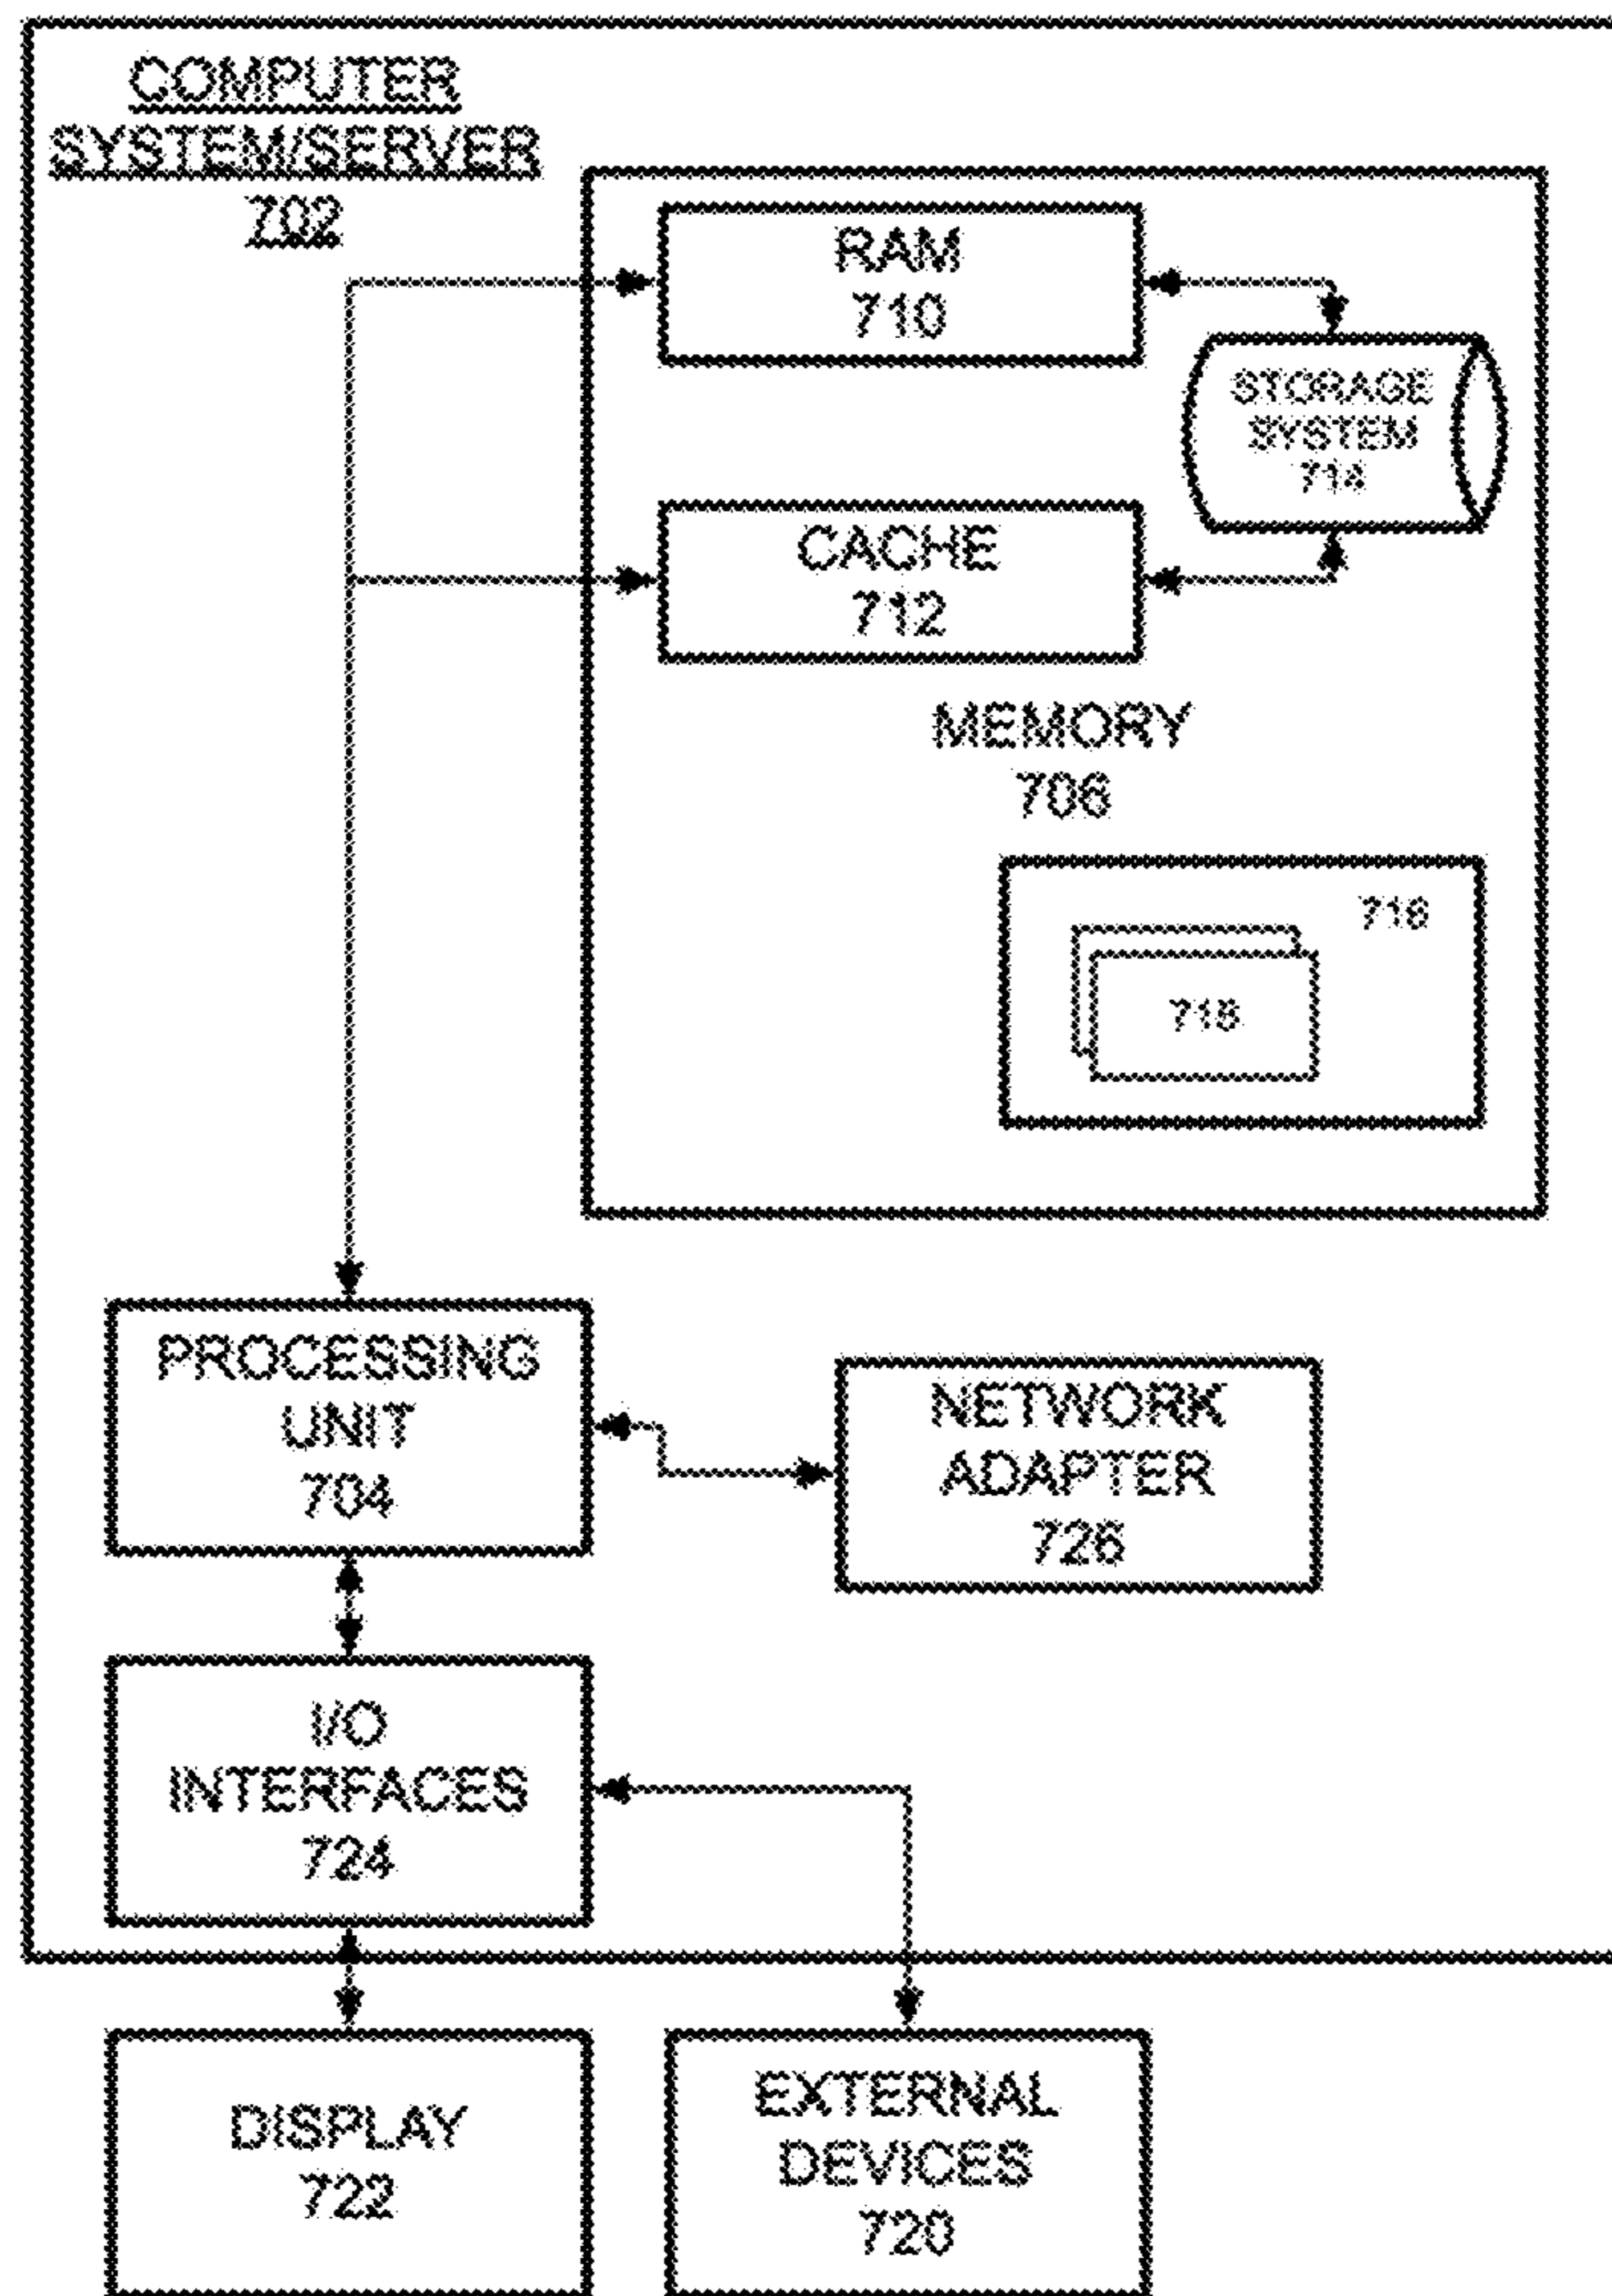 COMPUTER
SYSTEM/SERVER
702
RAM
710
STORAGE
SYSTEM
714
CACHE
712
MEMORY
706
716
718
PROCESSING
UNIT
704
NETWORK
ADAPTER
726
I/O
INTERFACES
724
DISPLAY
722
EXTERNAL
DEVICES
720